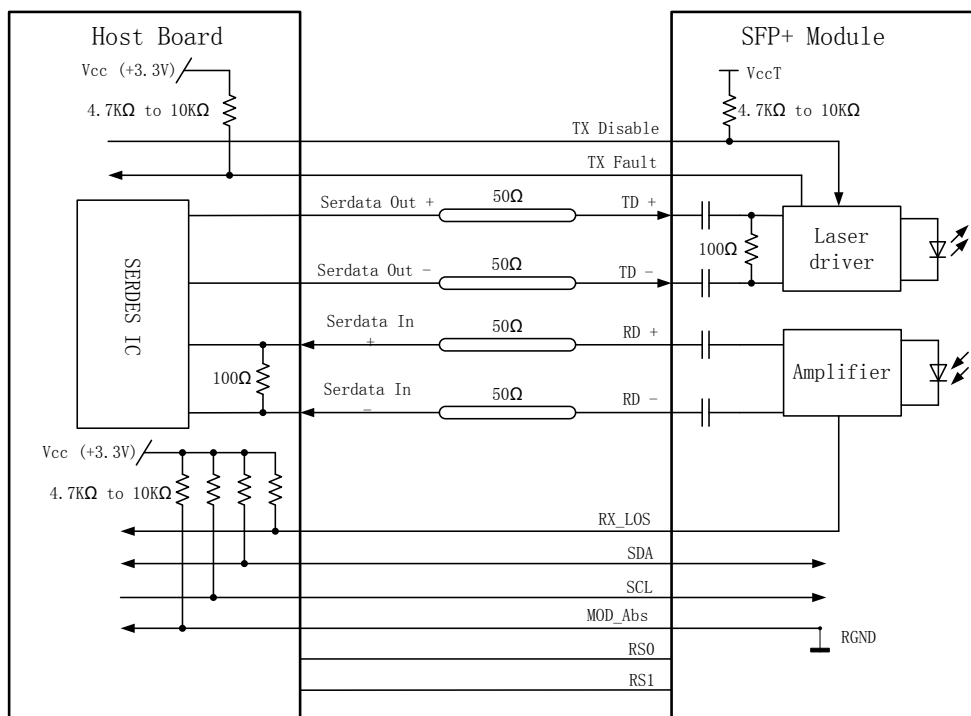 Host Board
SFP+ Module
Vcc (+3.3V)
VccT
4.7KΩ to 10KΩ
4.7KΩ to 10KΩ
TX Disable
TX Fault
Serdata Out +
50Ω
TD +
Laser driver
100Ω
Serdata Out -
50Ω
TD -
SERDES IC
Serdata In +
50Ω
RD +
100Ω
Amplifier
Serdata In -
50Ω
RD -
Vcc (+3.3V)
4.7KΩ to 10KΩ
RX_LOS
SDA
SCL
MOD_Abs
RGND
RS0
RS1